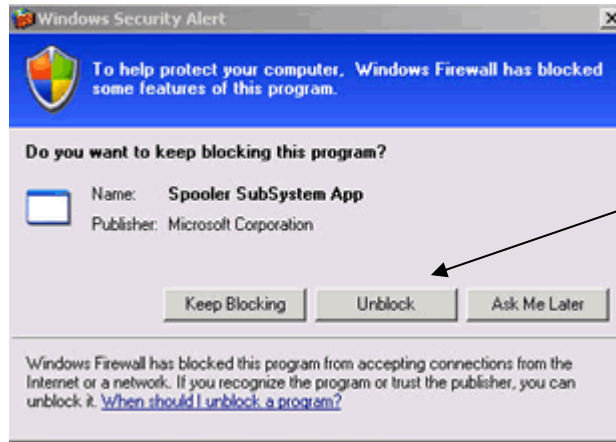 Windows Security Alert
To help protect your computer, Windows Firewall has blocked
some features of this program.
Do you want to keep blocking this program?
Name: Spooler SubSystem App
Publisher: Microsoft Corporation
Keep Blocking Unblock Ask Me Later
Windows Firewall has blocked this program from accepting connections from the
Internet or a network. If you recognize the program or trust the publisher, you can
unblock it. When should I unblock a program?